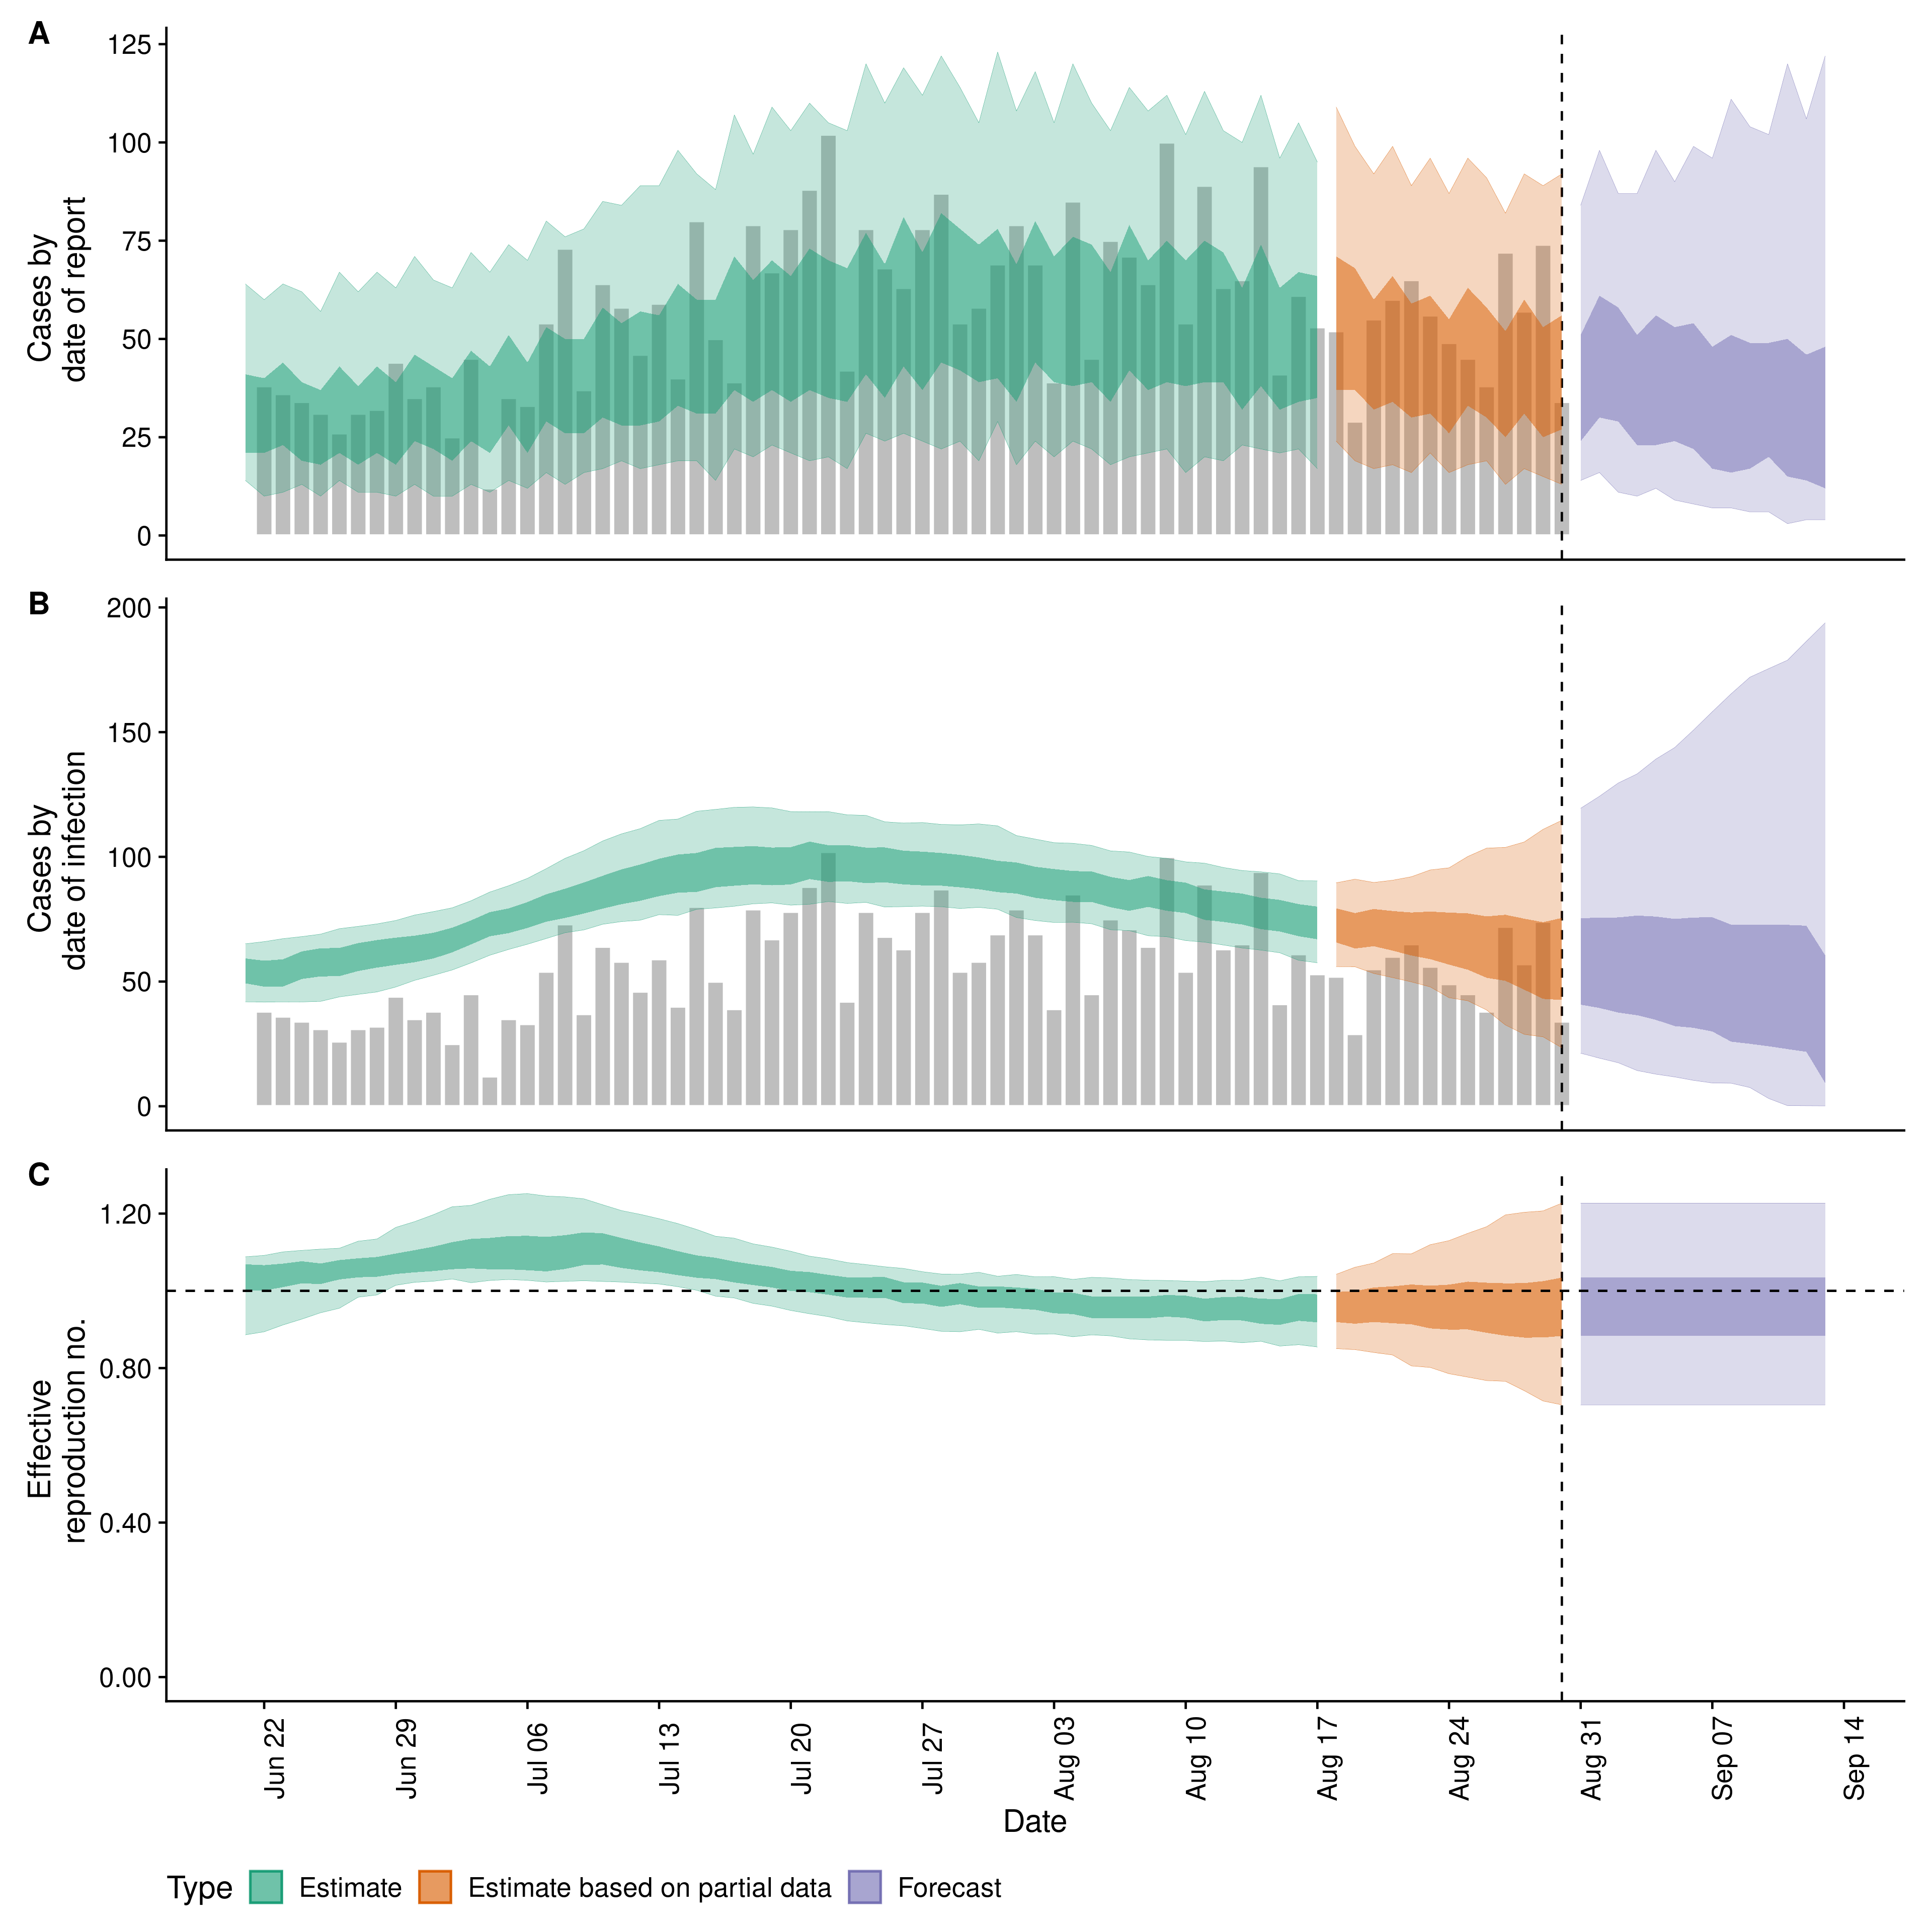 A
Cases by
date of report
125
100
75
50
25
0
B
Cases by
date of infection
200
150
100
50
0
C
Effective
reproduction no.
1.20
0.80
0.40
0.00
Jun 22
Jun 29
Jul 06
Jul 13
Jul 20
Jul 27
Aug 03
Aug 10
Aug 17
Aug 24
Aug 31
Sep 07
Sep 14
Date
Type Estimate Estimate based on partial data Forecast